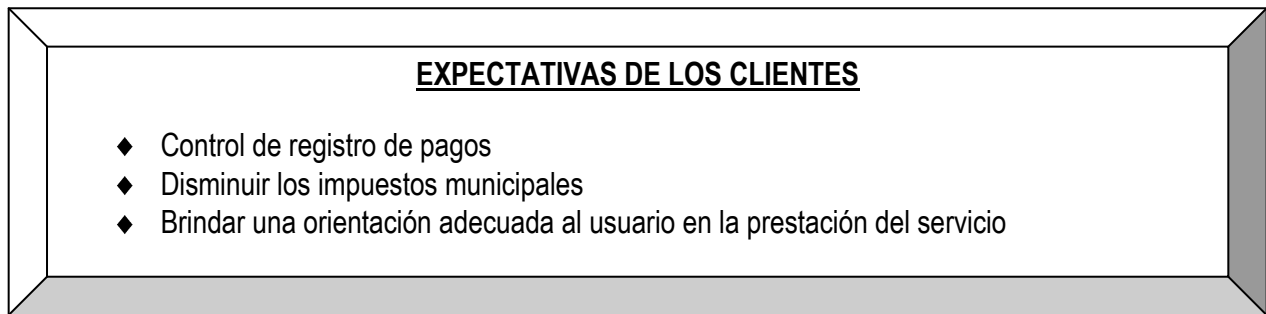 EXPECTATIVAS DE LOS CLIENTES
♦ Control de registro de pagos
♦ Disminuir los impuestos municipales
♦ Brindar una orientación adecuada al usuario en la prestación del servicio